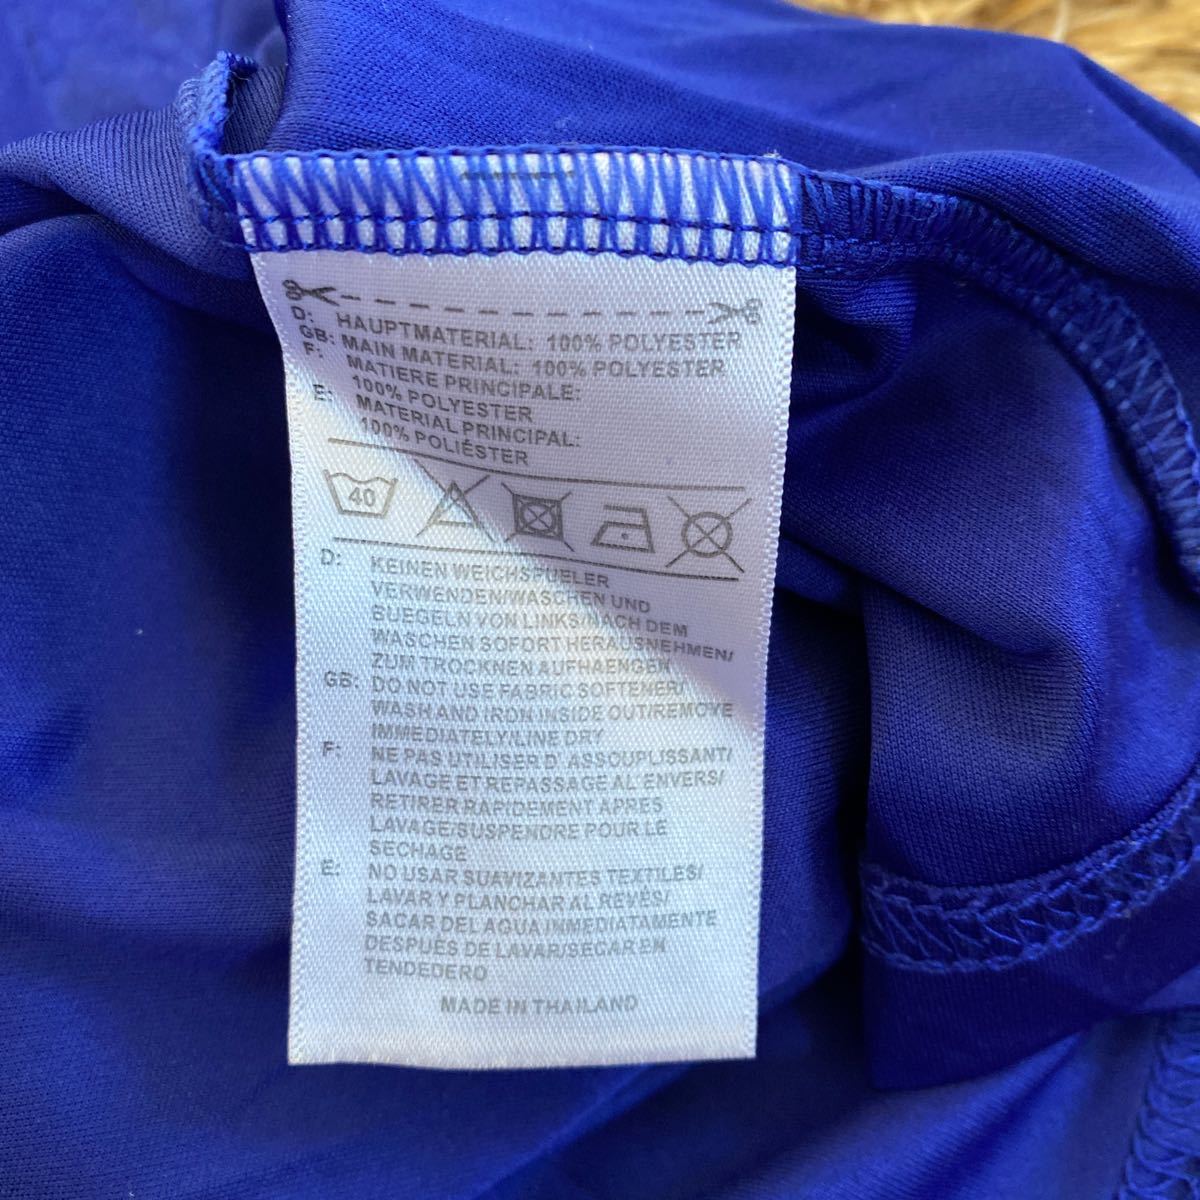 D: HAUPTMATERIAL: 100% POLYESTER
GB: MAIN MATERIAL: 100% POLYESTER
F: MATIERE PRINCIPALE:
100% POLYESTER
E: MATERIAL PRINCIPAL:
100% POLIÉSTER
40
D: KEINEN WEICHSPUELER
VERWENDEN/WASCHEN UND
BUEGELN VON LINKS/NACH DEM
WASCHEN SOFORT HERAUSNEHMEN/
ZUM TROCKNEN AUFHAENGEN
GB: DO NOT USE FABRIC SOFTENER/
WASH AND IRON INSIDE OUT/REMOVE
IMMEDIATELY/LINE DRY
F: NE PAS UTILISER D' ASSOUPLISSANT/
LAVAGE ET REPASSAGE A L'ENVERS/
RETIRER RAPIDEMENT APRES
LAVAGE/SUSPENDRE POUR LE
SECHAGE
E: NO USAR SUAVIZANTES TEXTILES/
LAVAR Y PLANCHAR AL REVÉS/
SACAR DEL AGUA INMEDIATAMENTE
DESPUÉS DE LAVAR/SECAR EN
TENDEDERO
MADE IN THAILAND